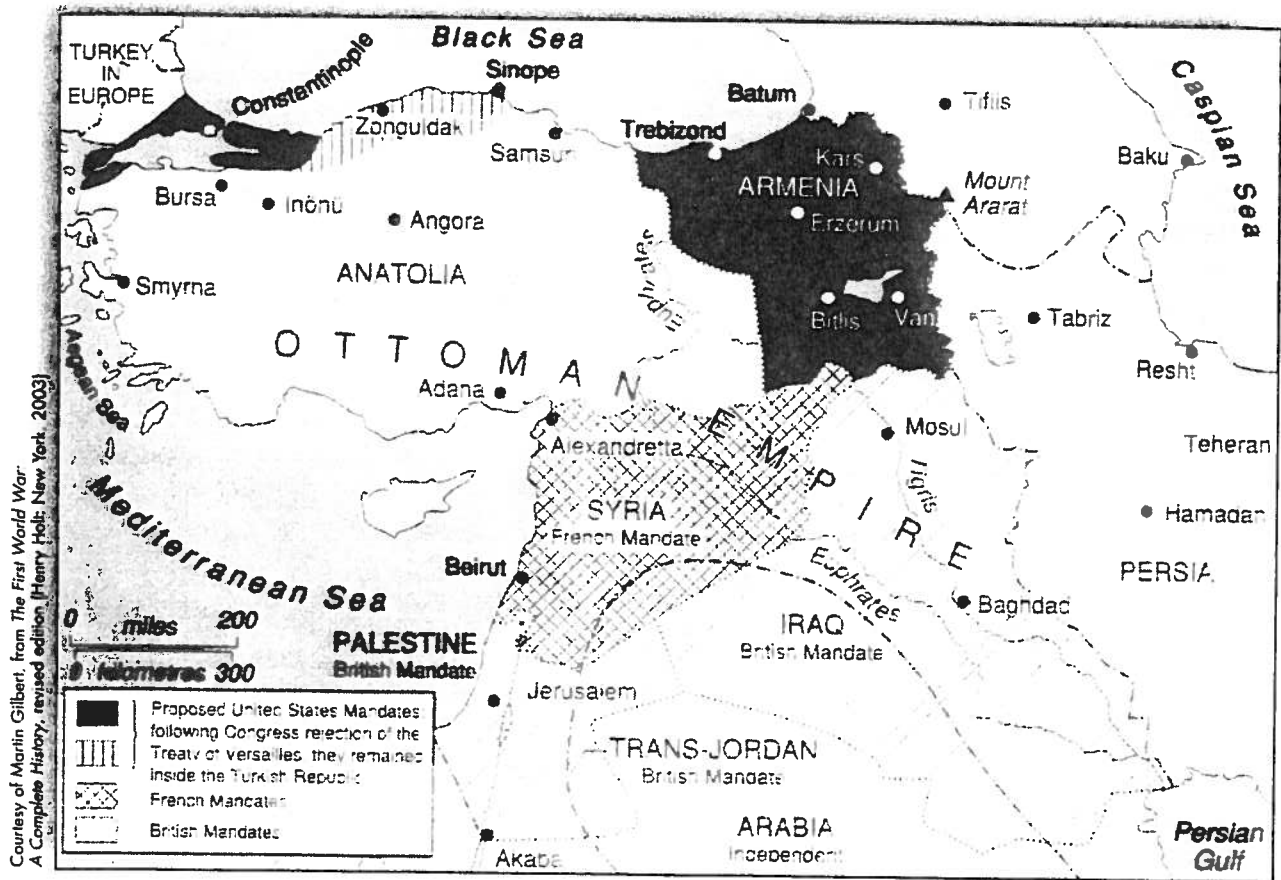 Black Sea
TURKEY
IN
EUROPE
Constantinople
Sinope
Zonguldak
Samsun
Batum
Trebizond
Tiflis
Caspian Sea
Baku
Kars
ARMENIA
Mount
Ararat
Erzerum
Bursa
Inönü
Angora
ANATOLIA
Euphrates
Smyrna
Bitlis
Van
Tabriz
Resht
Aegean Sea
OTTOMAN EMPIRE
Adana
Alexandretta
Mosul
Tigris
Teheran
Hamadan
PERSIA
SYRIA
French Mandate
Mediterranean Sea
Beirut
Euphrates
Baghdad
IRAQ
British Mandate
0 miles 200
0 kilometres 300
PALESTINE
British Mandate
Jerusalem
TRANS-JORDAN
British Mandate
ARABIA
Independent
Akaba
Persian
Gulf
Proposed United States Mandates
following Congress rejection of the
Treaty of Versailles, they remained
inside the Turkish Republic
French Mandates
British Mandates
Courtesy of Martin Gilbert, from The First World War:
A Complete History, revised edition (Henry Holt: New York, 2003)